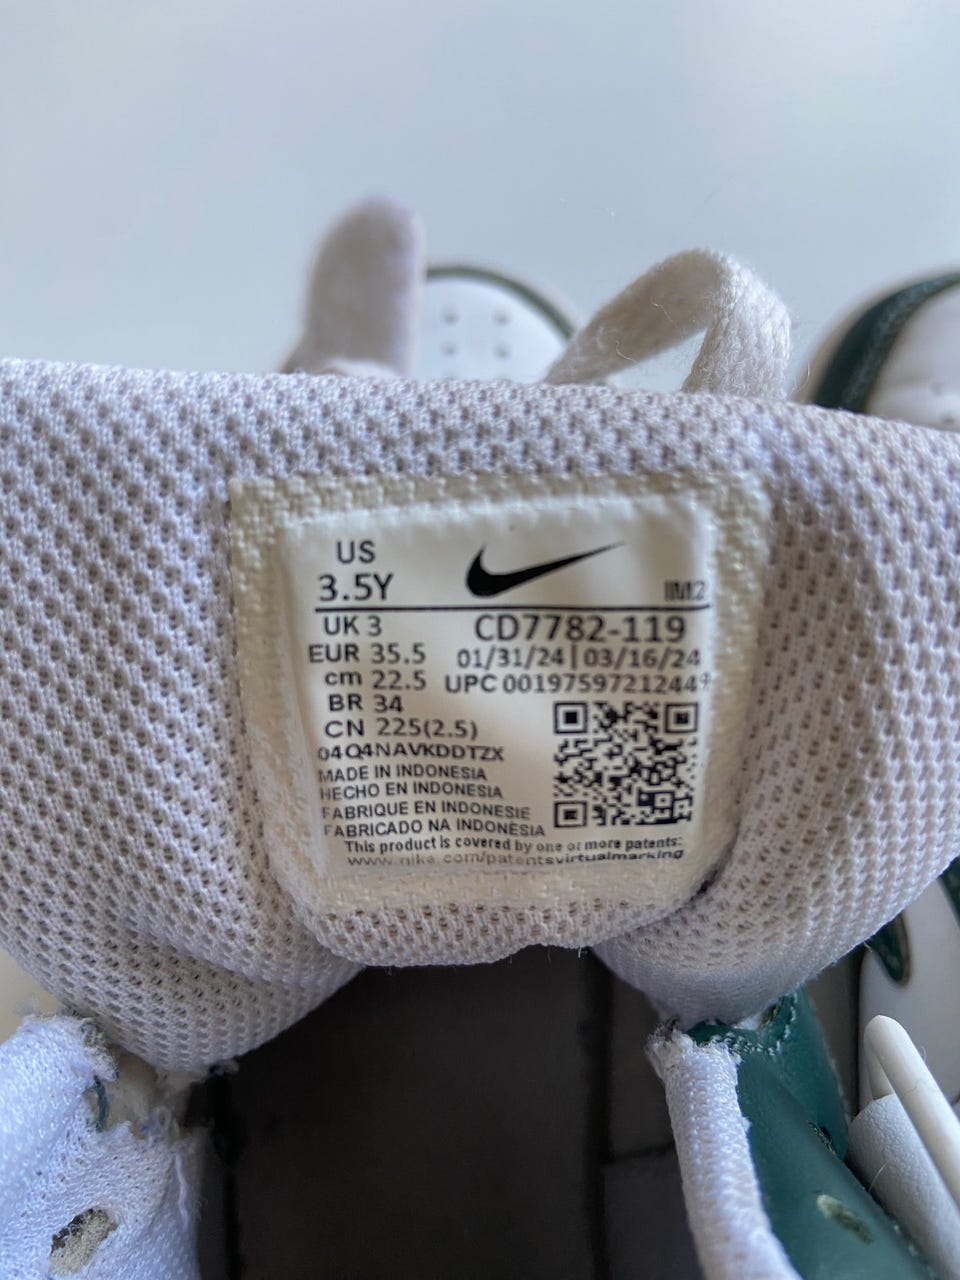 US
3.5Y
IM2
UK 3
CD7782-119
EUR 35.5
01/31/24 | 03/16/24
cm 22.5
UPC 00197597212449
BR 34
CN 225(2.5)
04Q4NAVKDDTZX
MADE IN INDONESIA
HECHO EN INDONESIA
FABRIQUE EN INDONESIE
FABRICADO NA INDONÉSIA
This product is covered by one or more patents:
www.nike.com/patentsvirtualmarking